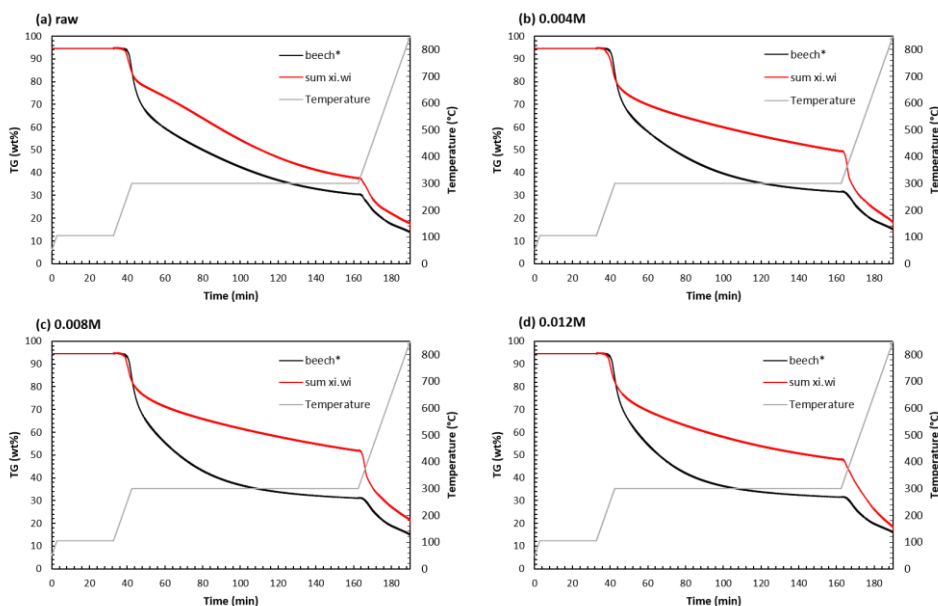 (a) raw
100
90
80
70
60
50
40
30
20
10
0
TG (wt%)
beech*
sum xi.wi
Temperature
800
700
600
500
400
300
200
100
0
Temperature (°C)
0 20 40 60 80 100 120 140 160 180
Time (min)
(b) 0.004M
100
90
80
70
60
50
40
30
20
10
0
TG (wt%)
beech*
sum xi.wi
Temperature
800
700
600
500
400
300
200
100
0
Temperature (°C)
0 20 40 60 80 100 120 140 160 180
Time (min)
(c) 0.008M
100
90
80
70
60
50
40
30
20
10
0
TG (wt%)
beech*
sum xi.wi
Temperature
800
700
600
500
400
300
200
100
0
Temperature (°C)
0 20 40 60 80 100 120 140 160 180
Time (min)
(d) 0.012M
100
90
80
70
60
50
40
30
20
10
0
TG (wt%)
beech*
sum xi.wi
Temperature
800
700
600
500
400
300
200
100
0
Temperature (°C)
0 20 40 60 80 100 120 140 160 180
Time (min)